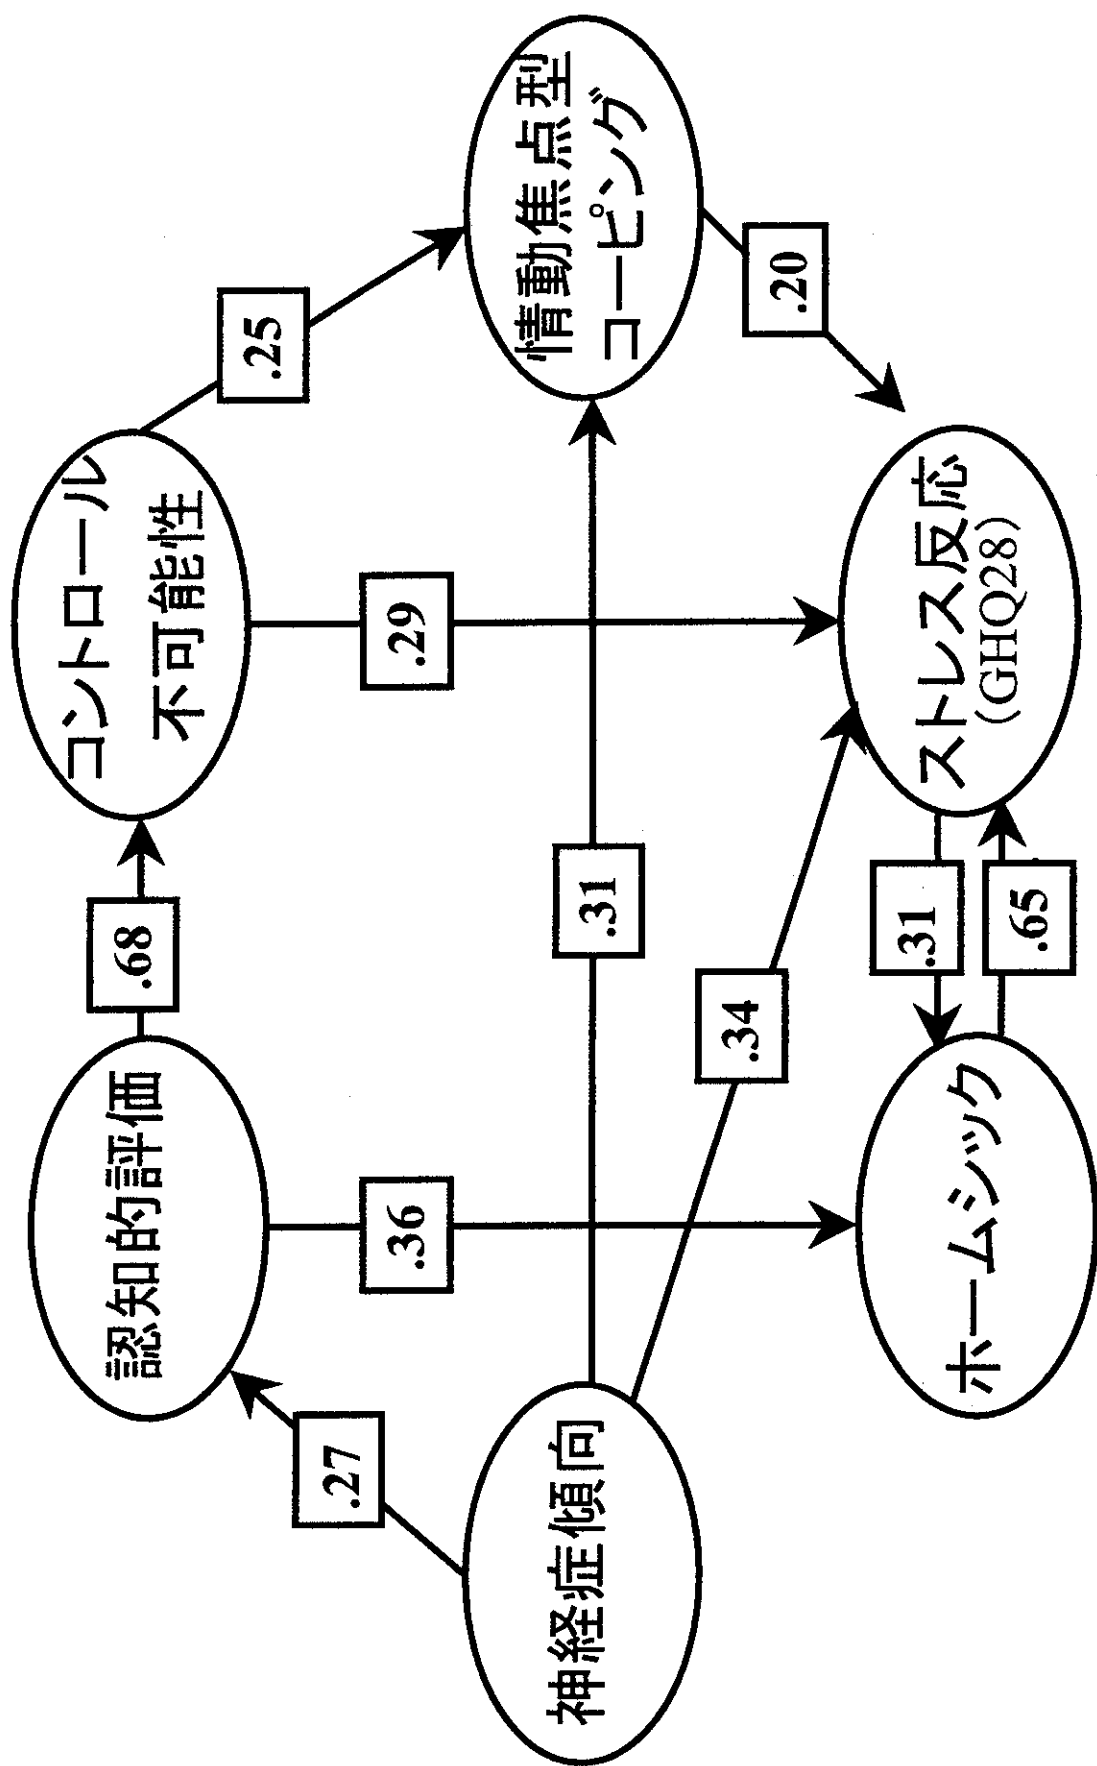 認知的評価
.68
コントロール
不可能性
.27
.36
.29
.25
神経症傾向
.31
情動焦点型
コーピング
.34
.20
ホームシック
.31
.65
ストレス反応
(GHQ28)